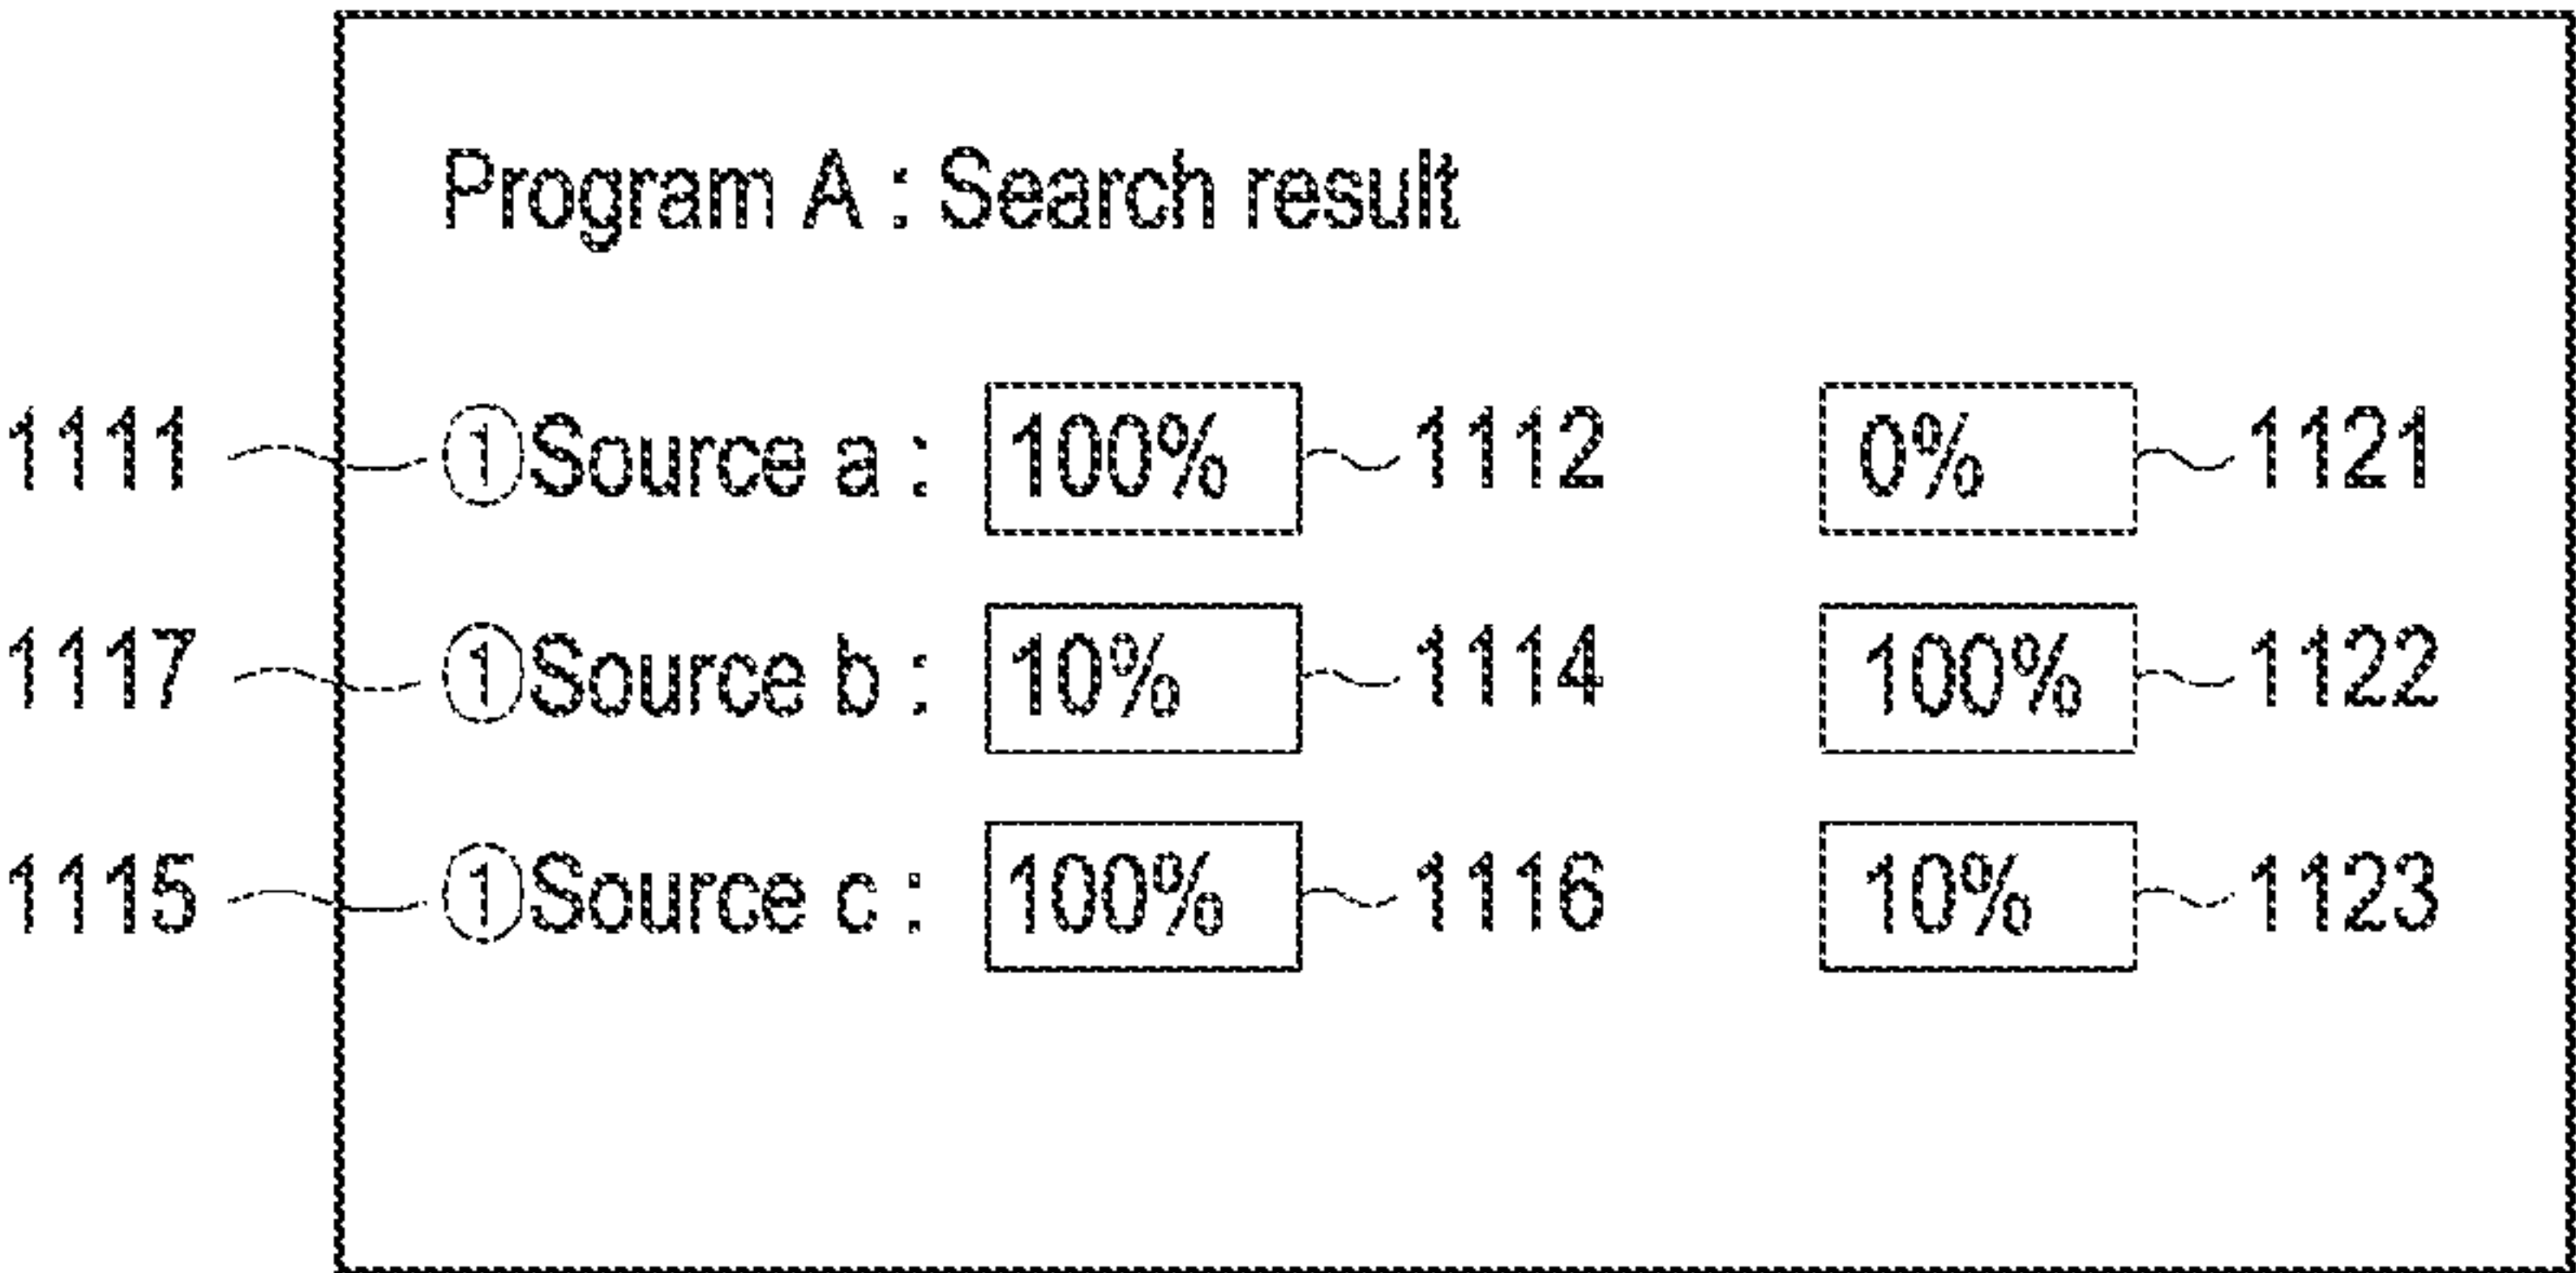 Program A : Search result
1111 ①Source a : 100% 1112 0% 1121
1117 ①Source b : 10% 1114 100% 1122
1115 ①Source c : 100% 1116 10% 1123